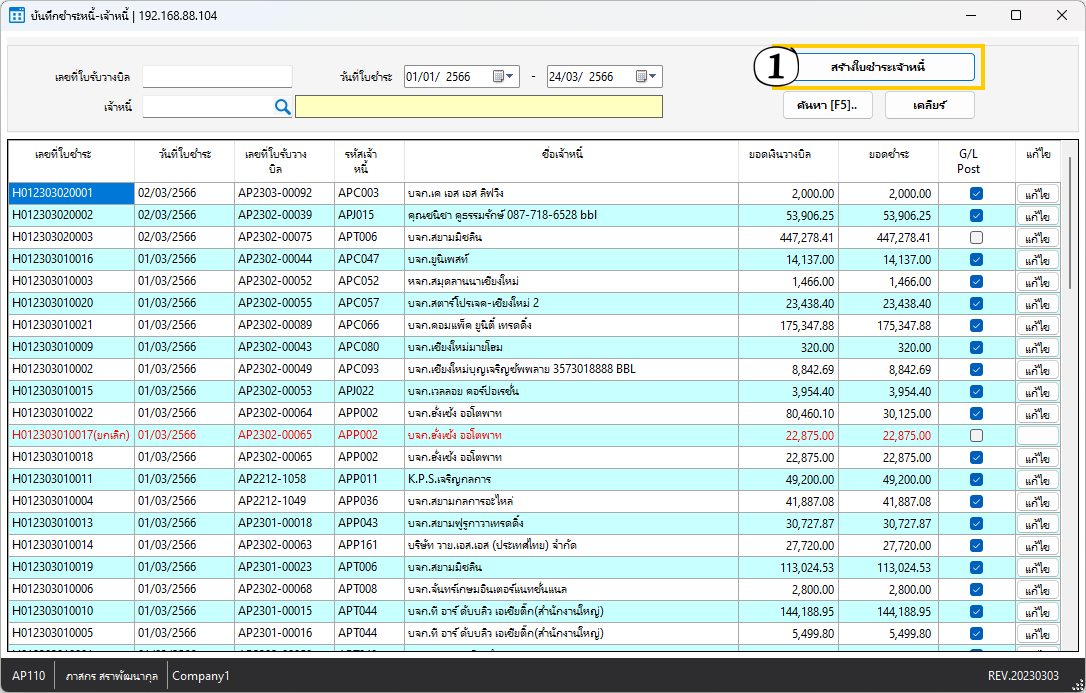 บันทึกชำระหนี้-เจ้าหนี้ | 192.168.88.104
เลขที่ใบรับวางบิล วันที่ใบชำระ 01/01/ 2566 - 24/03/ 2566 1 สร้างใบชำระเจ้าหนี้
เจ้าหนี้ ค้นหา [F5].. เคลียร์
เลขที่ใบชำระ วันที่ใบชำระ เลขที่ใบรับวางบิล รหัสเจ้าหนี้ ชื่อเจ้าหนี้ ยอดเงินวางบิล ยอดชำระ G/L Post แก้ไข
H012303020001 02/03/2566 AP2303-00092 APC003 บจก.เค เอส เอส ลิฟวิง 2,000.00 2,000.00 แก้ไข
H012303020002 02/03/2566 AP2302-00039 APJ015 คุณชนิชา ดูธรรมรักษ์ 087-718-6528 bbl 53,906.25 53,906.25 แก้ไข
H012303020003 02/03/2566 AP2302-00075 APT006 บจก.สยามมิชลิน 447,278.41 447,278.41 แก้ไข
H012303010016 01/03/2566 AP2302-00044 APC047 บจก.ยูนิเพสท์ 14,137.00 14,137.00 แก้ไข
H012303010003 01/03/2566 AP2302-00052 APC052 หจก.สมุดลานนาเชียงใหม่ 1,466.00 1,466.00 แก้ไข
H012303010020 01/03/2566 AP2302-00055 APC057 บจก.สตาร์โปรเจค-เชียงใหม่ 2 23,438.40 23,438.40 แก้ไข
H012303010021 01/03/2566 AP2302-00089 APC066 บจก.คอมแพ็ค ยูนิตี้ เทรดดิ้ง 175,347.88 175,347.88 แก้ไข
H012303010009 01/03/2566 AP2302-00043 APC080 บจก.เชียงใหม่มายโฮม 320.00 320.00 แก้ไข
H012303010002 01/03/2566 AP2302-00049 APC093 บจก.เชียงใหม่บุญเจริญซัพพลาย 3573018888 BBL 8,842.69 8,842.69 แก้ไข
H012303010015 01/03/2566 AP2302-00053 APJ022 บจก.เวลลอย คอร์ปอเรชั่น 3,954.40 3,954.40 แก้ไข
H012303010022 01/03/2566 AP2302-00064 APP002 บจก.ฮั่งเช้ง ออโตพาท 80,460.10 30,125.00 แก้ไข
H012303010017(ยกเลิก) 01/03/2566 AP2302-00065 APP002 บจก.ฮั่งเช้ง ออโตพาท 22,875.00 22,875.00
H012303010018 01/03/2566 AP2302-00065 APP002 บจก.ฮั่งเช้ง ออโตพาท 22,875.00 22,875.00 แก้ไข
H012303010011 01/03/2566 AP2212-1058 APP011 K.P.S.เจริญกลการ 49,200.00 49,200.00 แก้ไข
H012303010004 01/03/2566 AP2212-1049 APP036 บจก.สยามกลการอะไหล่ 41,887.08 41,887.08 แก้ไข
H012303010013 01/03/2566 AP2301-00018 APP043 บจก.สยามฟูรูกาวาเทรดดิ้ง 30,727.87 30,727.87 แก้ไข
H012303010014 01/03/2566 AP2302-00063 APP161 บริษัท วาย.เอส.เอส (ประเทศไทย) จำกัด 27,720.00 27,720.00 แก้ไข
H012303010019 01/03/2566 AP2301-00023 APT006 บจก.สยามมิชลิน 113,024.53 113,024.53 แก้ไข
H012303010006 01/03/2566 AP2302-00068 APT008 บจก.จันทร์เกษมอินเตอร์แนทชั่นแนล 2,800.00 2,800.00 แก้ไข
H012303010010 01/03/2566 AP2301-00015 APT044 บจก.ที อาร์ ดับบลิว เอเซียติ๊ก(สำนักงานใหญ่) 144,188.95 144,188.95 แก้ไข
H012303010005 01/03/2566 AP2301-00016 APT044 บจก.ที อาร์ ดับบลิว เอเซียติ๊ก(สำนักงานใหญ่) 5,499.80 5,499.80 แก้ไข
AP110 ภาสกร สราพัฒนากุล Company1 REV.20230303